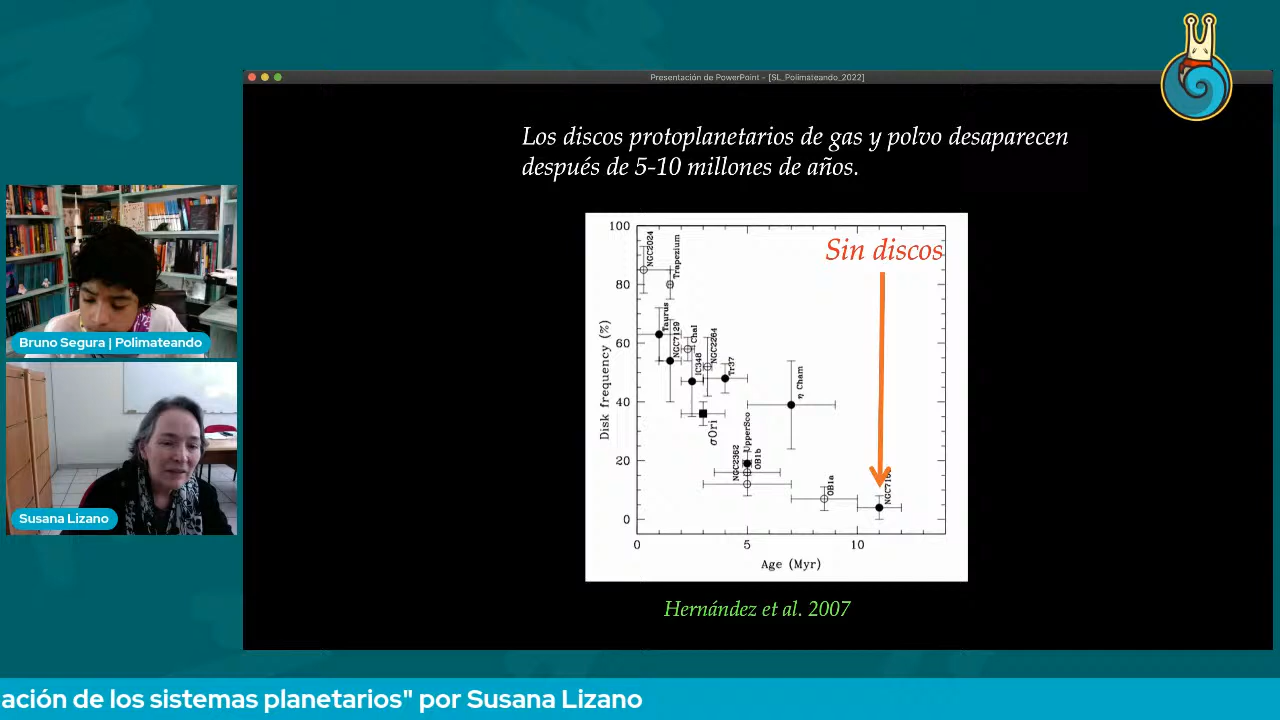 Presentación de PowerPoint - [SL_Polimateando_2022]
Los discos protoplanetarios de gas y polvo desaparecen
después de 5-10 millones de años.
Sin discos
100
80
60
40
20
0
Disk frequency (%)
NGC2024
Trapezium
Taurus
NGC7129
ChaI
IC348
NGC2264
Tr37
σOri
η Cham
NGC2362
UpperSco
OB1b
OB1a
0
5
10
Age (Myr)
Hernández et al. 2007
Bruno Segura | Polimateando
Susana Lizano
ación de los sistemas planetarios" por Susana Lizano